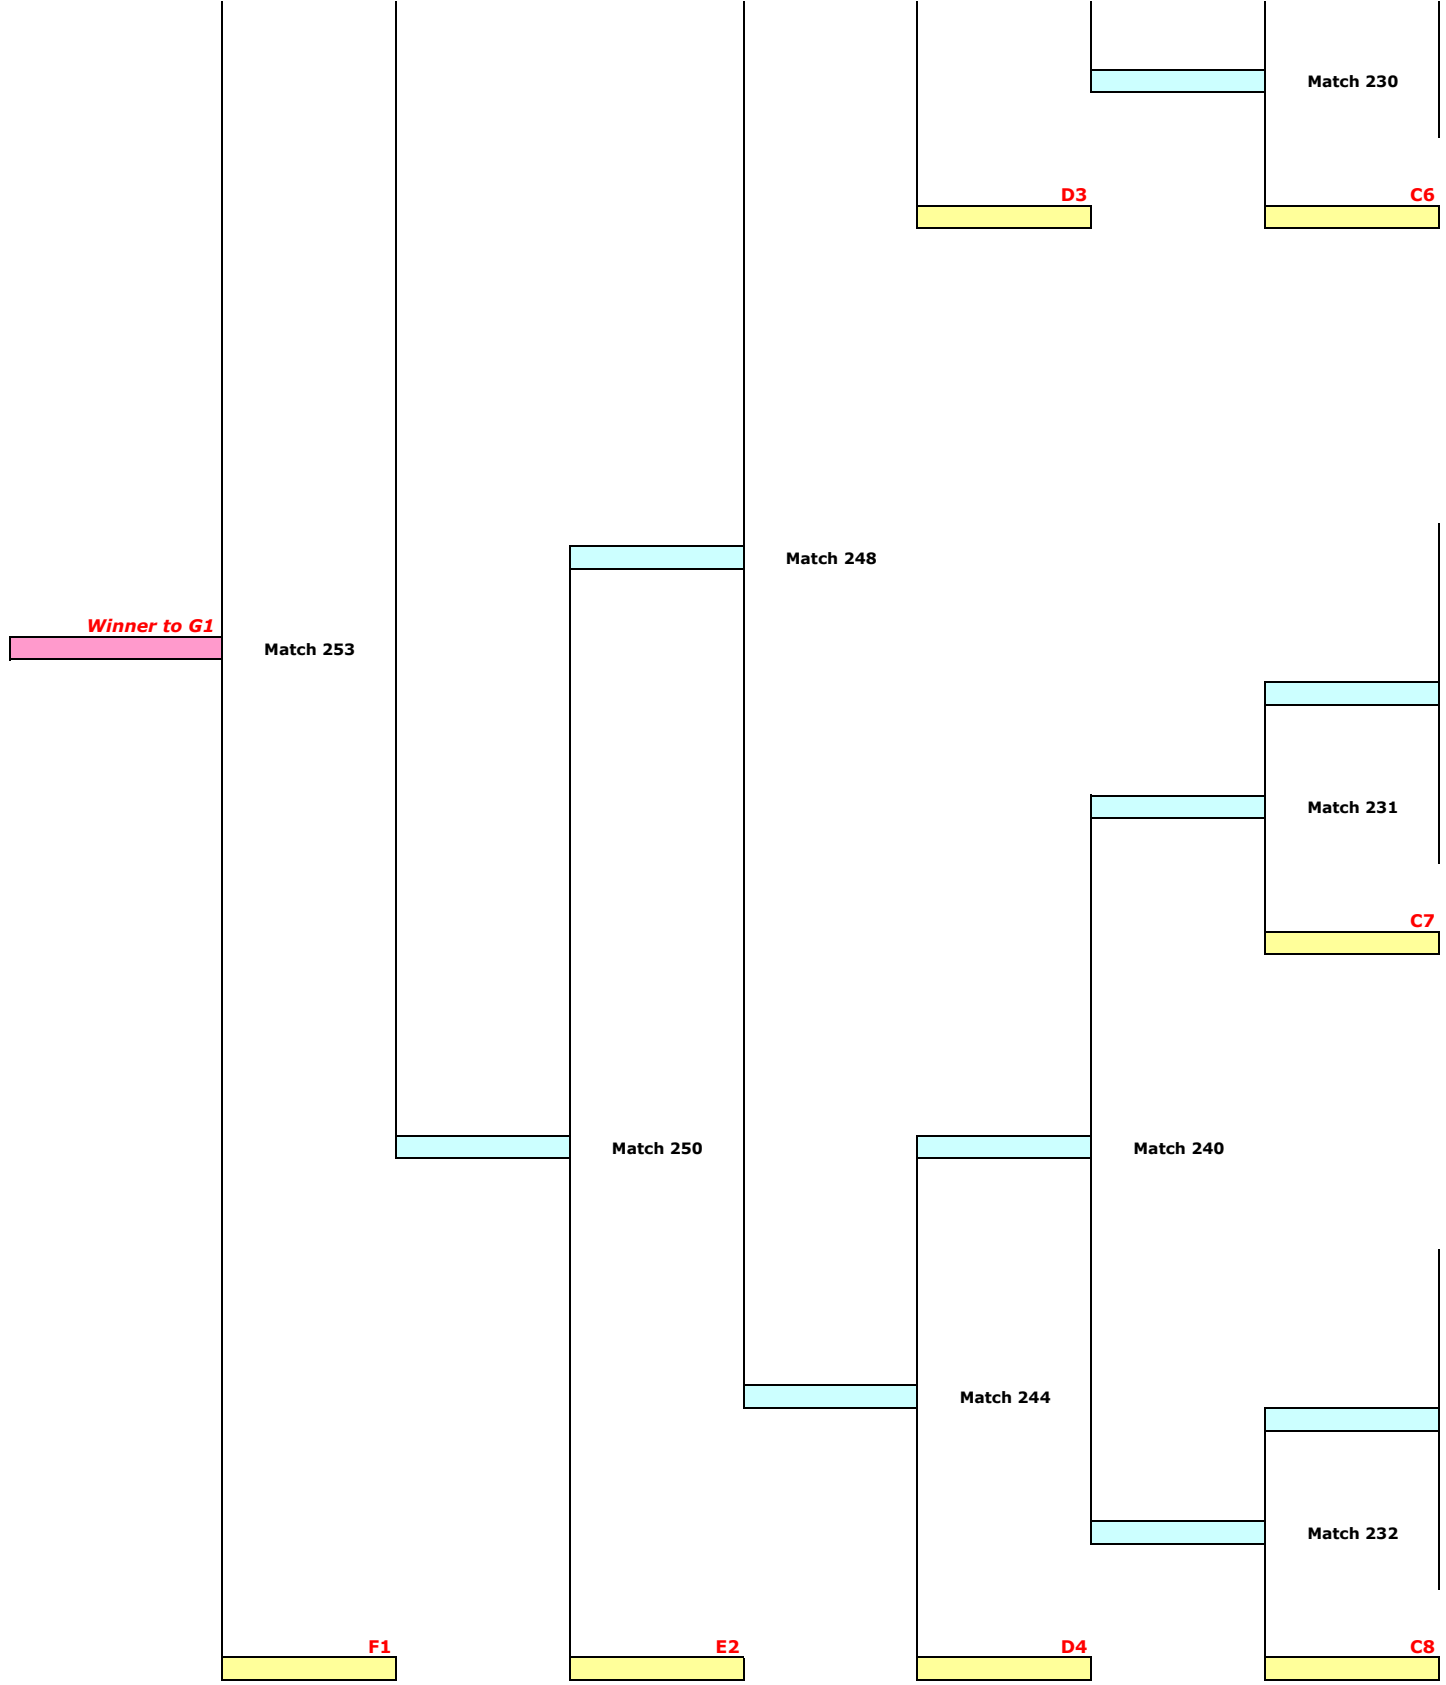 Match 230
D3
C6
Match 248
Winner to G1
Match 253
Match 231
C7
Match 250
Match 240
Match 244
Match 232
F1
E2
D4
C8